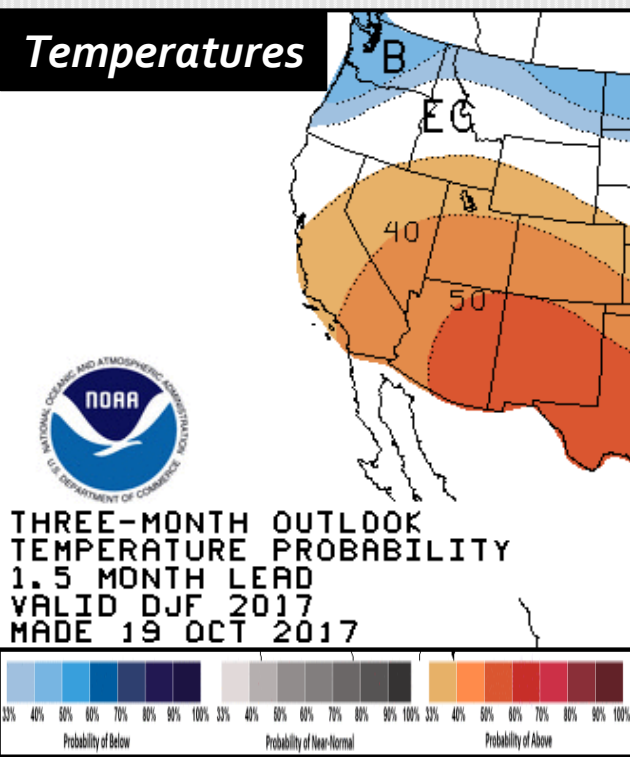 Temperatures
B
EC
40
50
NATIONAL OCEANIC AND ATMOSPHERIC ADMINISTRATION
NOAA
U.S. DEPARTMENT OF COMMERCE
THREE-MONTH OUTLOOK
TEMPERATURE PROBABILITY
1.5 MONTH LEAD
VALID DJF 2017
MADE 19 OCT 2017
33% 40% 50% 60% 70% 80% 90% 100% 33% 40% 50% 60% 70% 80% 90% 100% 33% 40% 50% 60% 70% 80% 90% 100%
Probability of Below Probability of Near-Normal Probability of Above